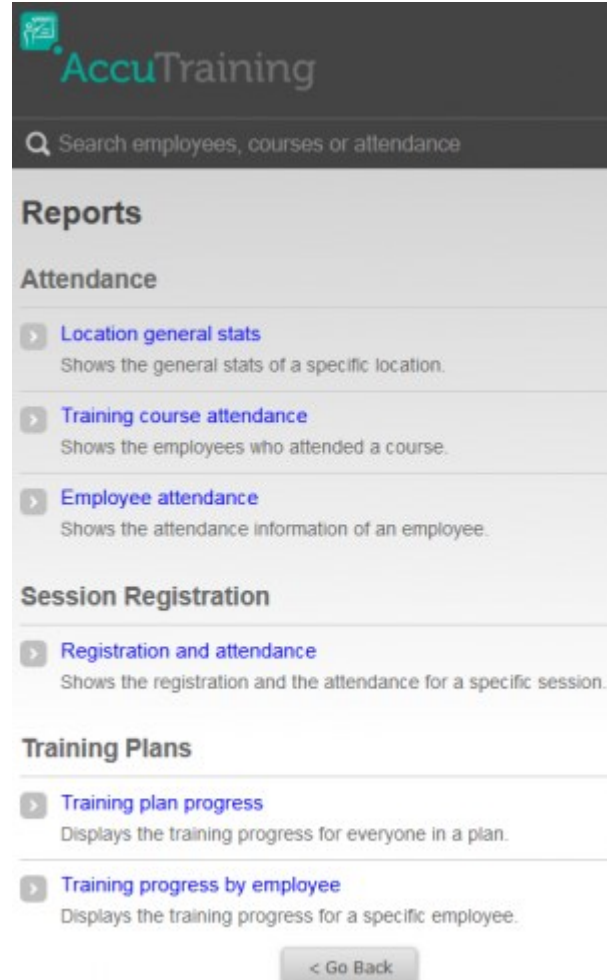 AccuTraining
Search employees, courses or attendance
Reports
Attendance
Location general stats
Shows the general stats of a specific location.
Training course attendance
Shows the employees who attended a course.
Employee attendance
Shows the attendance information of an employee.
Session Registration
Registration and attendance
Shows the registration and the attendance for a specific session.
Training Plans
Training plan progress
Displays the training progress for everyone in a plan.
Training progress by employee
Displays the training progress for a specific employee.
< Go Back